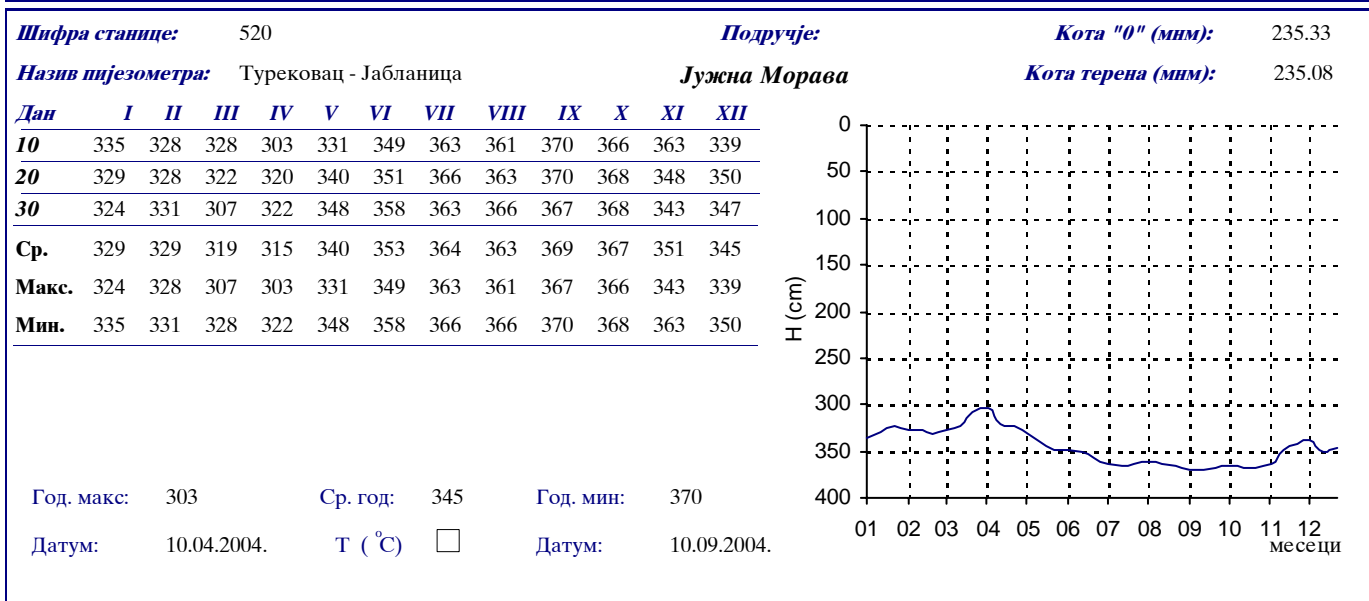 Шифра станице: 520 Подручје: Кота "0" (мнм): 235.33
Назив пијезометра: Турековац - Јабланица Јужна Морава Кота терена (мнм): 235.08
Дан I II III IV V VI VII VIII IX X XI XII
10 335 328 328 303 331 349 363 361 370 366 363 339
20 329 328 322 320 340 351 366 363 370 368 348 350
30 324 331 307 322 348 358 363 366 367 368 343 347
Ср. 329 329 319 315 340 353 364 363 369 367 351 345
Макс. 324 328 307 303 331 349 363 361 367 366 343 339
Мин. 335 331 328 322 348 358 366 366 370 368 363 350
Год. макс: 303 Ср. год: 345 Год. мин: 370
Датум: 10.04.2004. T ( °C) Датум: 10.09.2004.
H (cm)
0
50
100
150
200
250
300
350
400
01 02 03 04 05 06 07 08 09 10 11 12
месеци